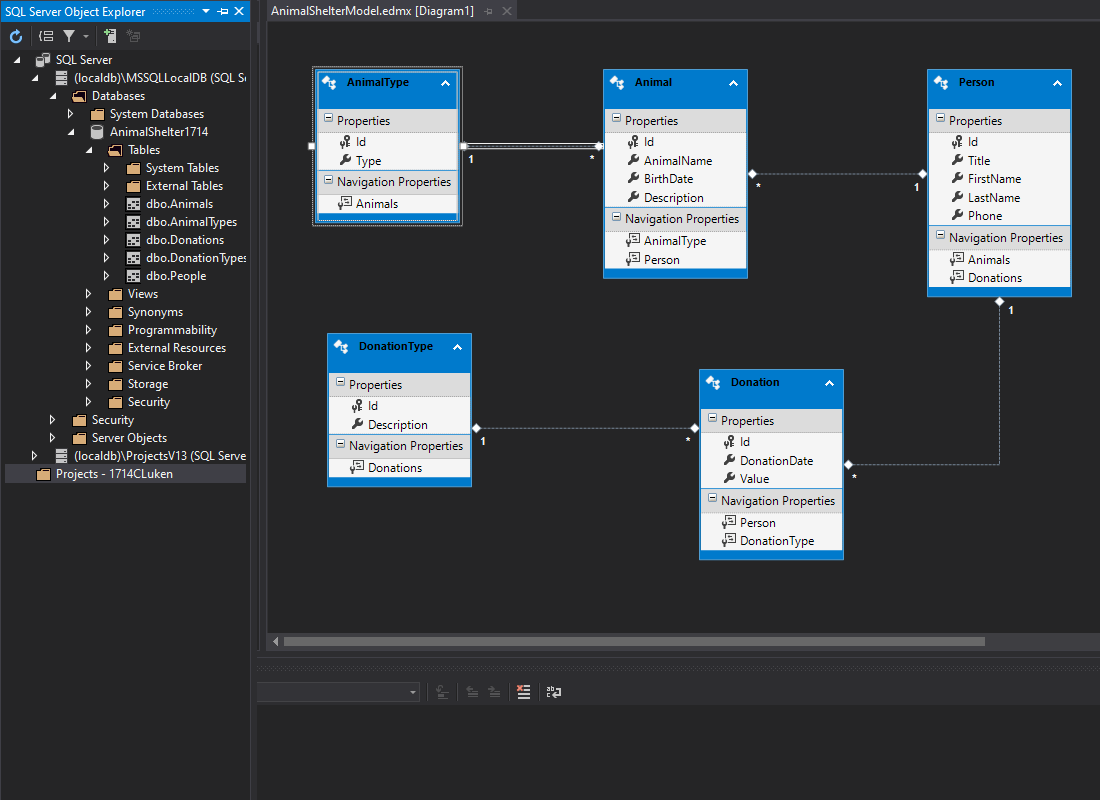 SQL Server Object Explorer
SQL Server
(localdb)\MSSQLLocalDB (SQL Se
Databases
System Databases
AnimalShelter1714
Tables
System Tables
External Tables
dbo.Animals
dbo.AnimalTypes
dbo.Donations
dbo.DonationTypes
dbo.People
Views
Synonyms
Programmability
External Resources
Service Broker
Storage
Security
Security
Server Objects
(localdb)\ProjectsV13 (SQL Serve
Projects - 1714CLuken
AnimalShelterModel.edmx [Diagram1]
AnimalType
Properties
Id
Type
Navigation Properties
Animals
1
*
Animal
Properties
Id
AnimalName
BirthDate
Description
Navigation Properties
AnimalType
Person
*
1
Person
Properties
Id
Title
FirstName
LastName
Phone
Navigation Properties
Animals
Donations
1
DonationType
Properties
Id
Description
Navigation Properties
Donations
1
*
Donation
Properties
Id
DonationDate
Value
Navigation Properties
Person
DonationType
*